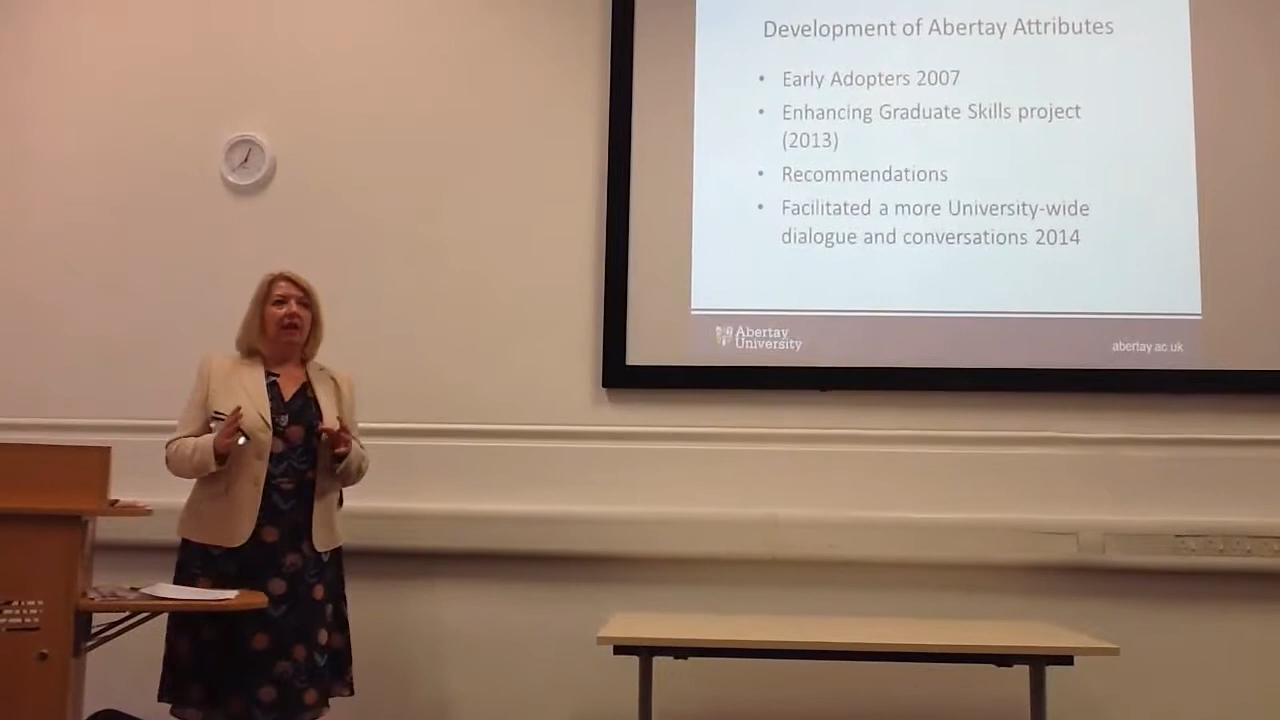 Development of Abertay Attributes
• Early Adopters 2007
• Enhancing Graduate Skills project
(2013)
• Recommendations
• Facilitated a more University-wide
dialogue and conversations 2014
Abertay
University
abertay.ac.uk